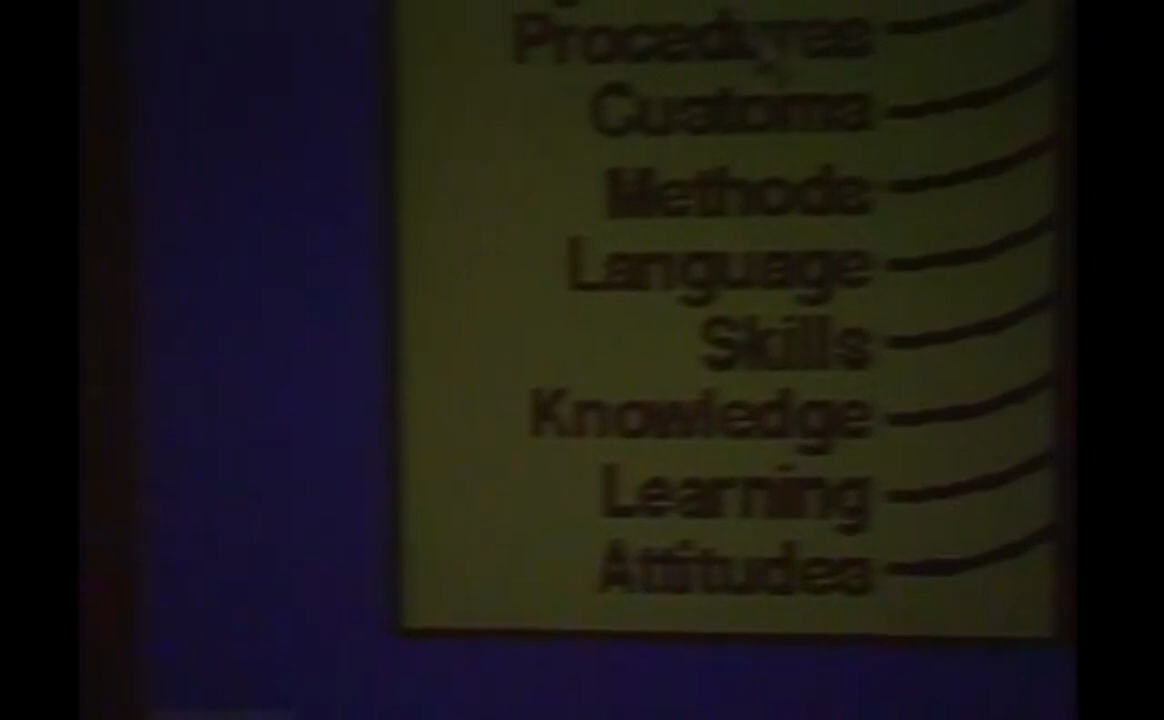 Procedures
Customs
Methods
Language
Skills
Knowledge
Learning
Attitudes